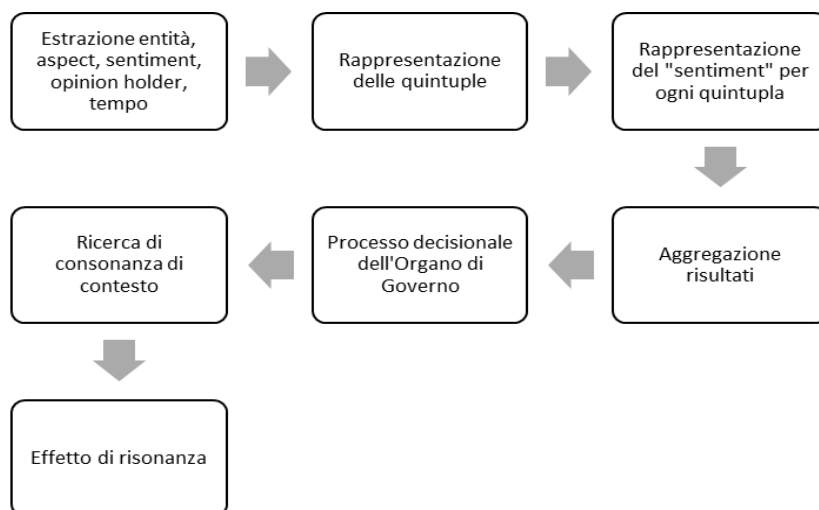 Estrazione entità,
aspect, sentiment,
opinion holder,
tempo
Rappresentazione
delle quintuple
Rappresentazione
del "sentiment" per
ogni quintupla
Aggregazione
risultati
Processo decisionale
dell'Organo di
Governo
Ricerca di
consonanza di
contesto
Effetto di risonanza